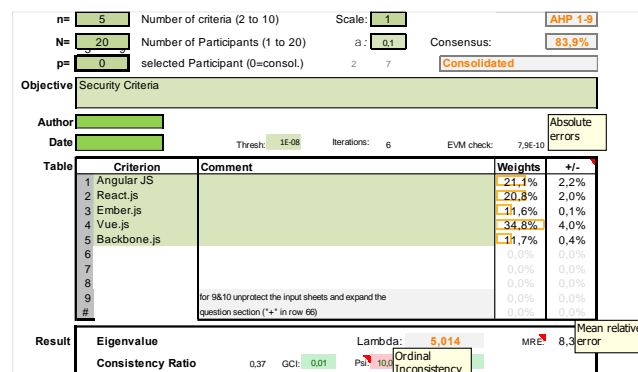 n= 5 Number of criteria (2 to 10) Scale: 1 AHP 1-9
N= 20 Number of Participants (1 to 20) α: 0,1 Consensus: 83,9%
p= 0 selected Participant (0=consol.) 2 7 Consolidated
Objective Security Criteria
Author
Absolute errors
Date Thresh: 1E-08 Iterations: 6 EVM check: 7,9E-10
Table Criterion Comment Weights +/-
1 Angular JS 21,1% 2,2%
2 React.js 20,8% 2,0%
3 Ember.js 11,6% 0,1%
4 Vue.js 34,8% 4,0%
5 Backbone.js 11,7% 0,4%
6 0,0% 0,0%
7 0,0% 0,0%
8 0,0% 0,0%
9 for 9&10 unprotect the input sheets and expand the 0,0% 0,0%
# question section ("+" in row 66) 0,0% 0,0%
Result Eigenvalue Lambda: 5,014 MRE: 8,3
Mean relative error
Consistency Ratio 0,37 GCI: 0,01 Psi: 10,0
Ordinal Inconsistency